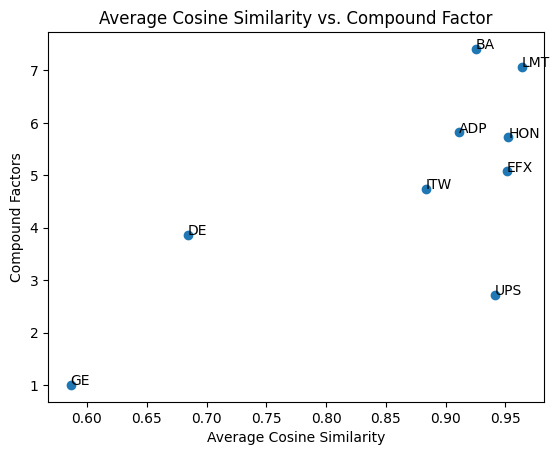 Average Cosine Similarity vs. Compound Factor
BA
LMT
7
ADP
HON
6
EFX
5
ITW
Compound Factors
4
DE
3
UPS
2
1
GE
0.60 0.65 0.70 0.75 0.80 0.85 0.90 0.95
Average Cosine Similarity